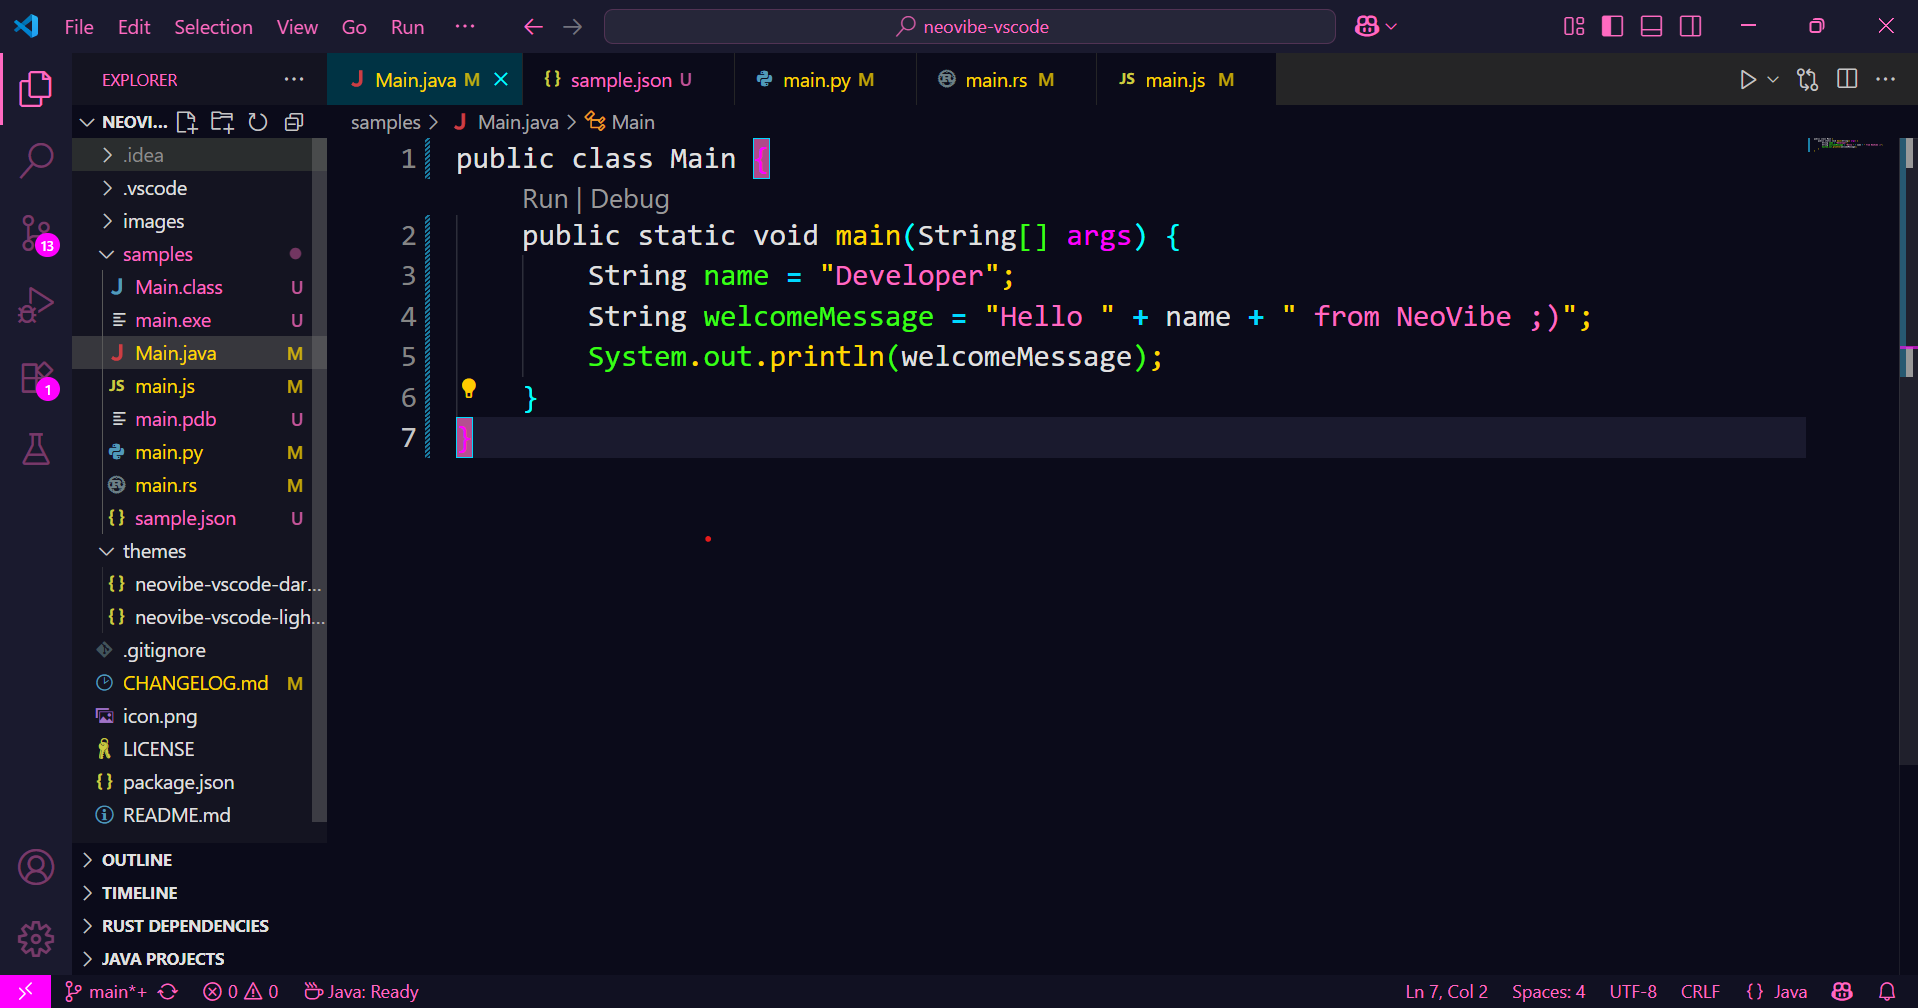 File Edit Selection View Go Run ···
neovibe-vscode
EXPLORER ···
Main.java M
sample.json U
main.py M
main.rs M
JS main.js M
NEOVI...
samples > J Main.java > Main
.idea
.vscode
images
samples
J Main.class U
main.exe U
J Main.java M
JS main.js M
main.pdb U
main.py M
main.rs M
{} sample.json U
themes
{} neovibe-vscode-dar...
{} neovibe-vscode-ligh...
.gitignore
CHANGELOG.md M
icon.png
LICENSE
{} package.json
README.md
OUTLINE
TIMELINE
RUST DEPENDENCIES
JAVA PROJECTS
13
1
1 public class Main {
Run | Debug
2 public static void main(String[] args) {
3 String name = "Developer";
4 String welcomeMessage = "Hello " + name + " from NeoVibe ;)";
5 System.out.println(welcomeMessage);
6 }
7 }
main*+ 0 0 Java: Ready
Ln 7, Col 2 Spaces: 4 UTF-8 CRLF {} Java